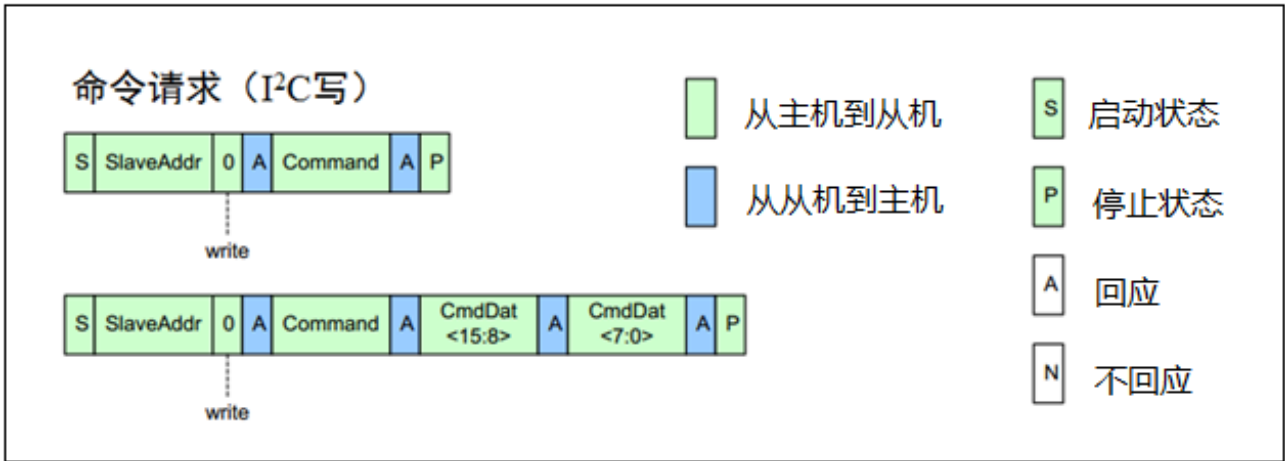 命令请求（I²C写）
S SlaveAddr 0 A Command A P
write
S SlaveAddr 0 A Command A CmdDat <15:8> A CmdDat <7:0> A P
write
从主机到从机
从从机到主机
S 启动状态
P 停止状态
A 回应
N 不回应